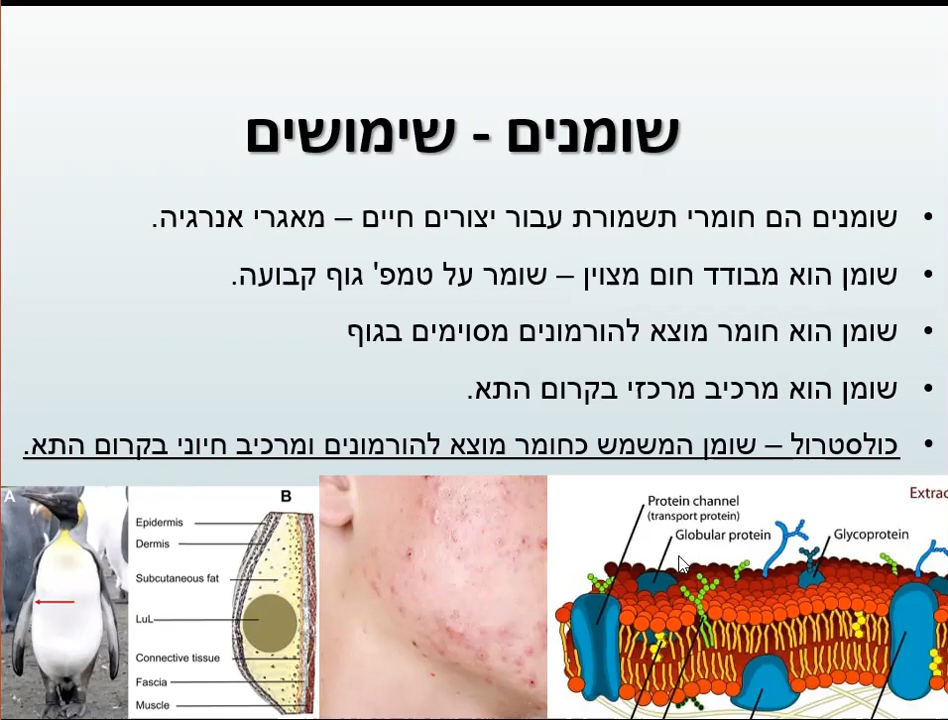 שומנים - שימושים
• שומנים הם חומרי תשמורת עבור יצורים חיים – מאגרי אנרגיה.
• שומן הוא מבודד חום מצוין – שומר על טמפ' גוף קבועה.
• שומן הוא חומר מוצא להורמונים מסוימים בגוף
• שומן הוא מרכיב מרכזי בקרום התא.
• כולסטרול – שומן המשמש כחומר מוצא להורמונים ומרכיב חיוני בקרום התא.
A
B
Epidermis
Dermis
Subcutaneous fat
LuL
Connective tissue
Fascia
Muscle
Protein channel
(transport protein)
Globular protein
Glycoprotein
Extrac